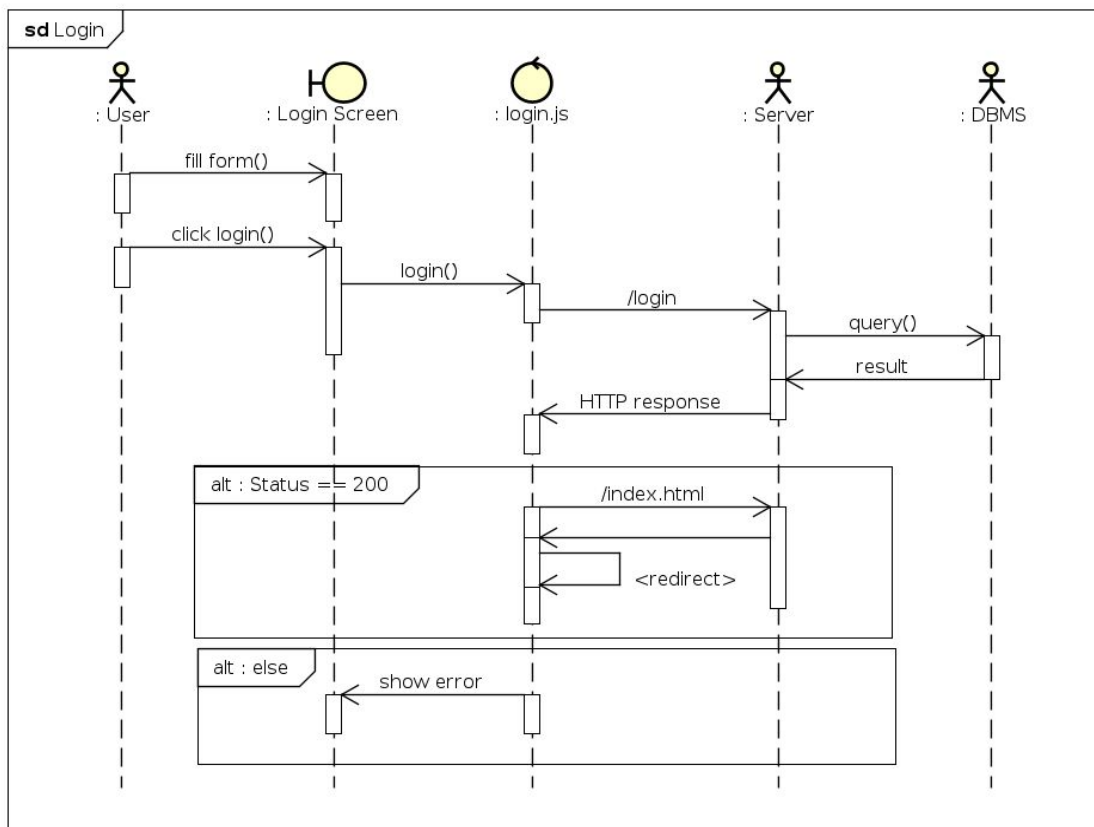 sd Login
: User
: Login Screen
: login.js
: Server
: DBMS
fill form()
click login()
login()
/login
query()
result
HTTP response
alt : Status == 200
/index.html
<redirect>
alt : else
show error